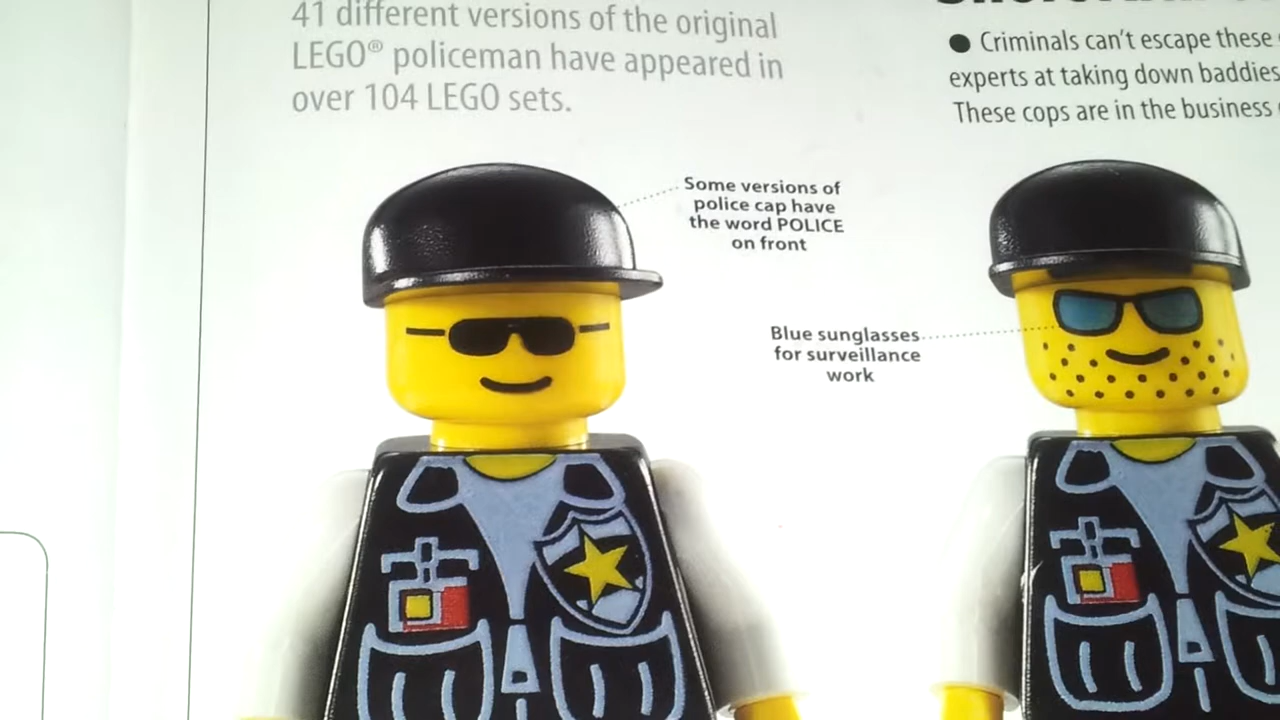 41 different versions of the original
LEGO® policeman have appeared in
over 104 LEGO sets.
● Criminals can't escape these
experts at taking down baddies
These cops are in the business
Some versions of
police cap have
the word POLICE
on front
Blue sunglasses
for surveillance
work